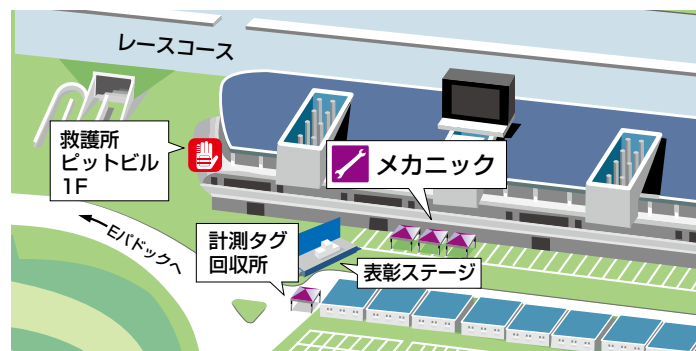 レースコース
救護所
ピットビル
1F
メカニック
Eパドックへ
計測タグ
回収所
表彰ステージ